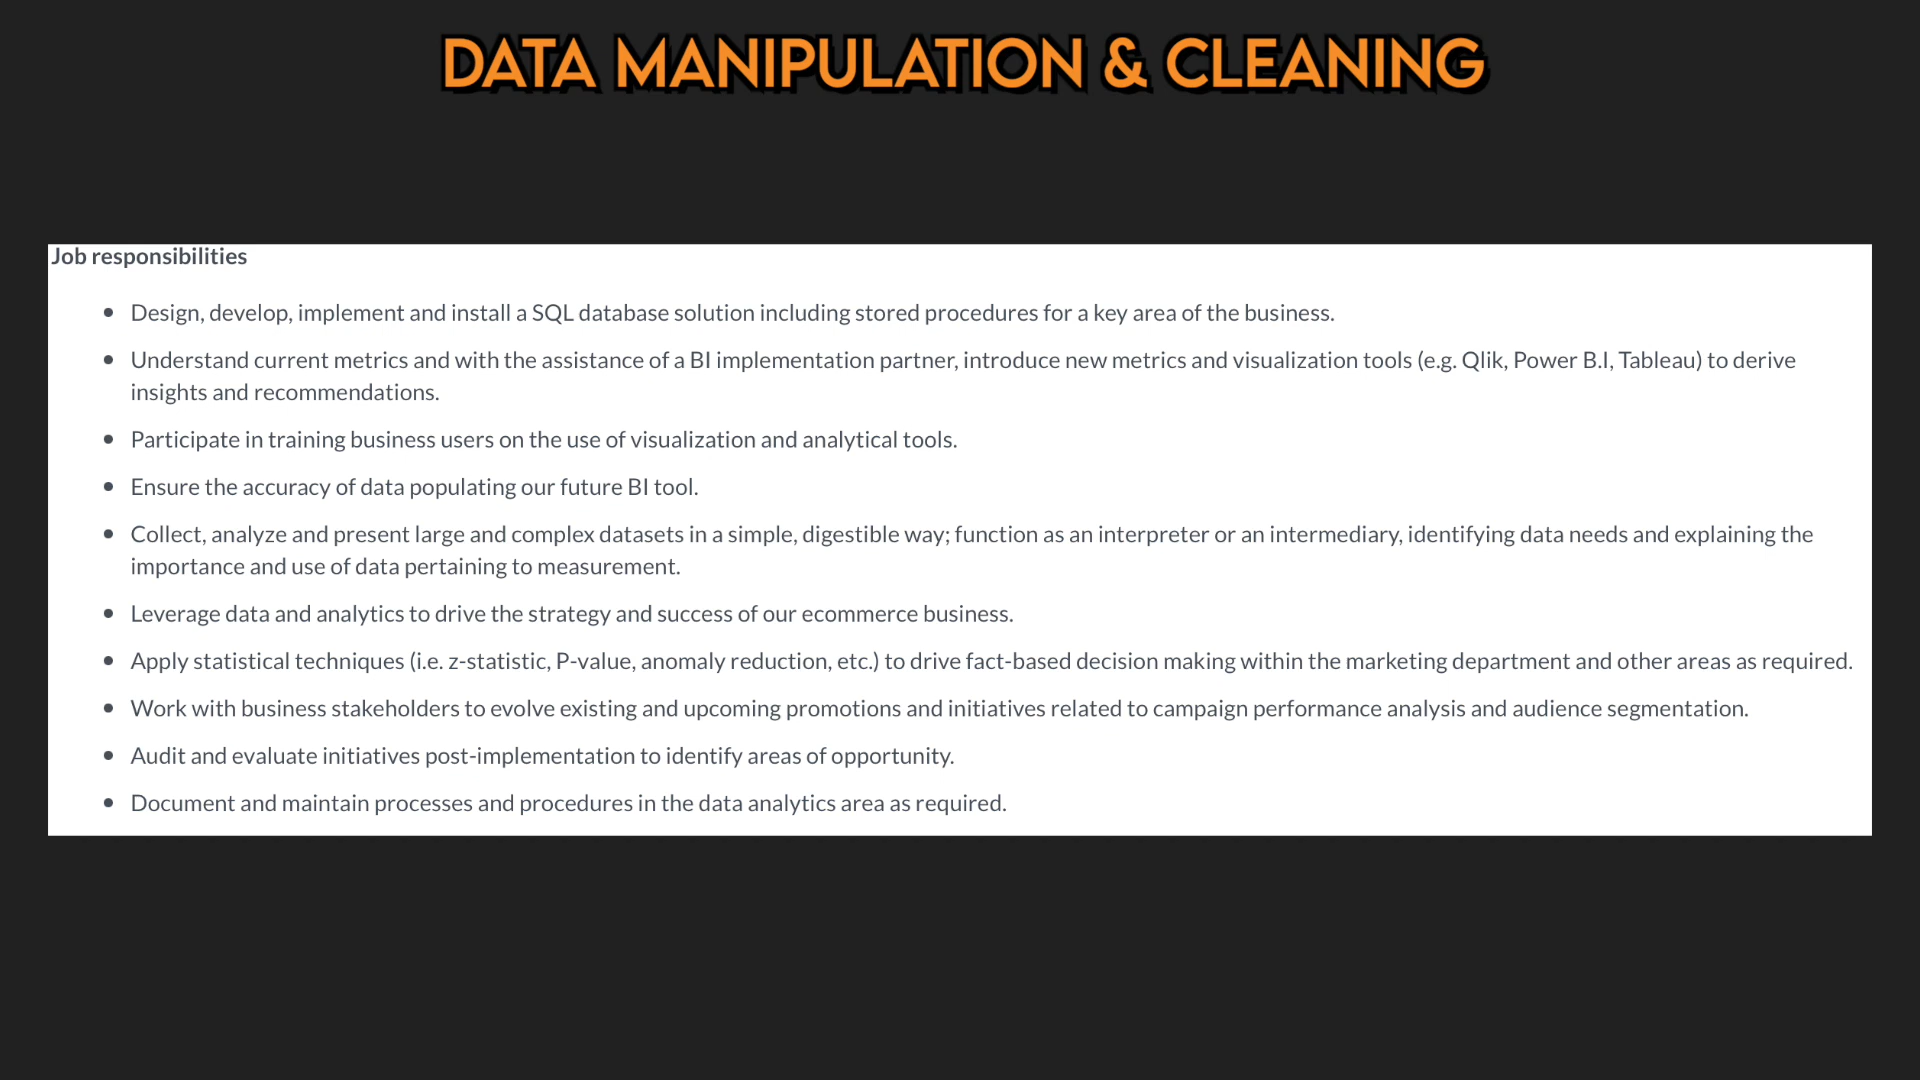 DATA MANIPULATION & CLEANING
Job responsibilities
• Design, develop, implement and install a SQL database solution including stored procedures for a key area of the business.
• Understand current metrics and with the assistance of a BI implementation partner, introduce new metrics and visualization tools (e.g. Qlik, Power B.I, Tableau) to derive
insights and recommendations.
• Participate in training business users on the use of visualization and analytical tools.
• Ensure the accuracy of data populating our future BI tool.
• Collect, analyze and present large and complex datasets in a simple, digestible way; function as an interpreter or an intermediary, identifying data needs and explaining the
importance and use of data pertaining to measurement.
• Leverage data and analytics to drive the strategy and success of our ecommerce business.
• Apply statistical techniques (i.e. z-statistic, P-value, anomaly reduction, etc.) to drive fact-based decision making within the marketing department and other areas as required.
• Work with business stakeholders to evolve existing and upcoming promotions and initiatives related to campaign performance analysis and audience segmentation.
• Audit and evaluate initiatives post-implementation to identify areas of opportunity.
• Document and maintain processes and procedures in the data analytics area as required.